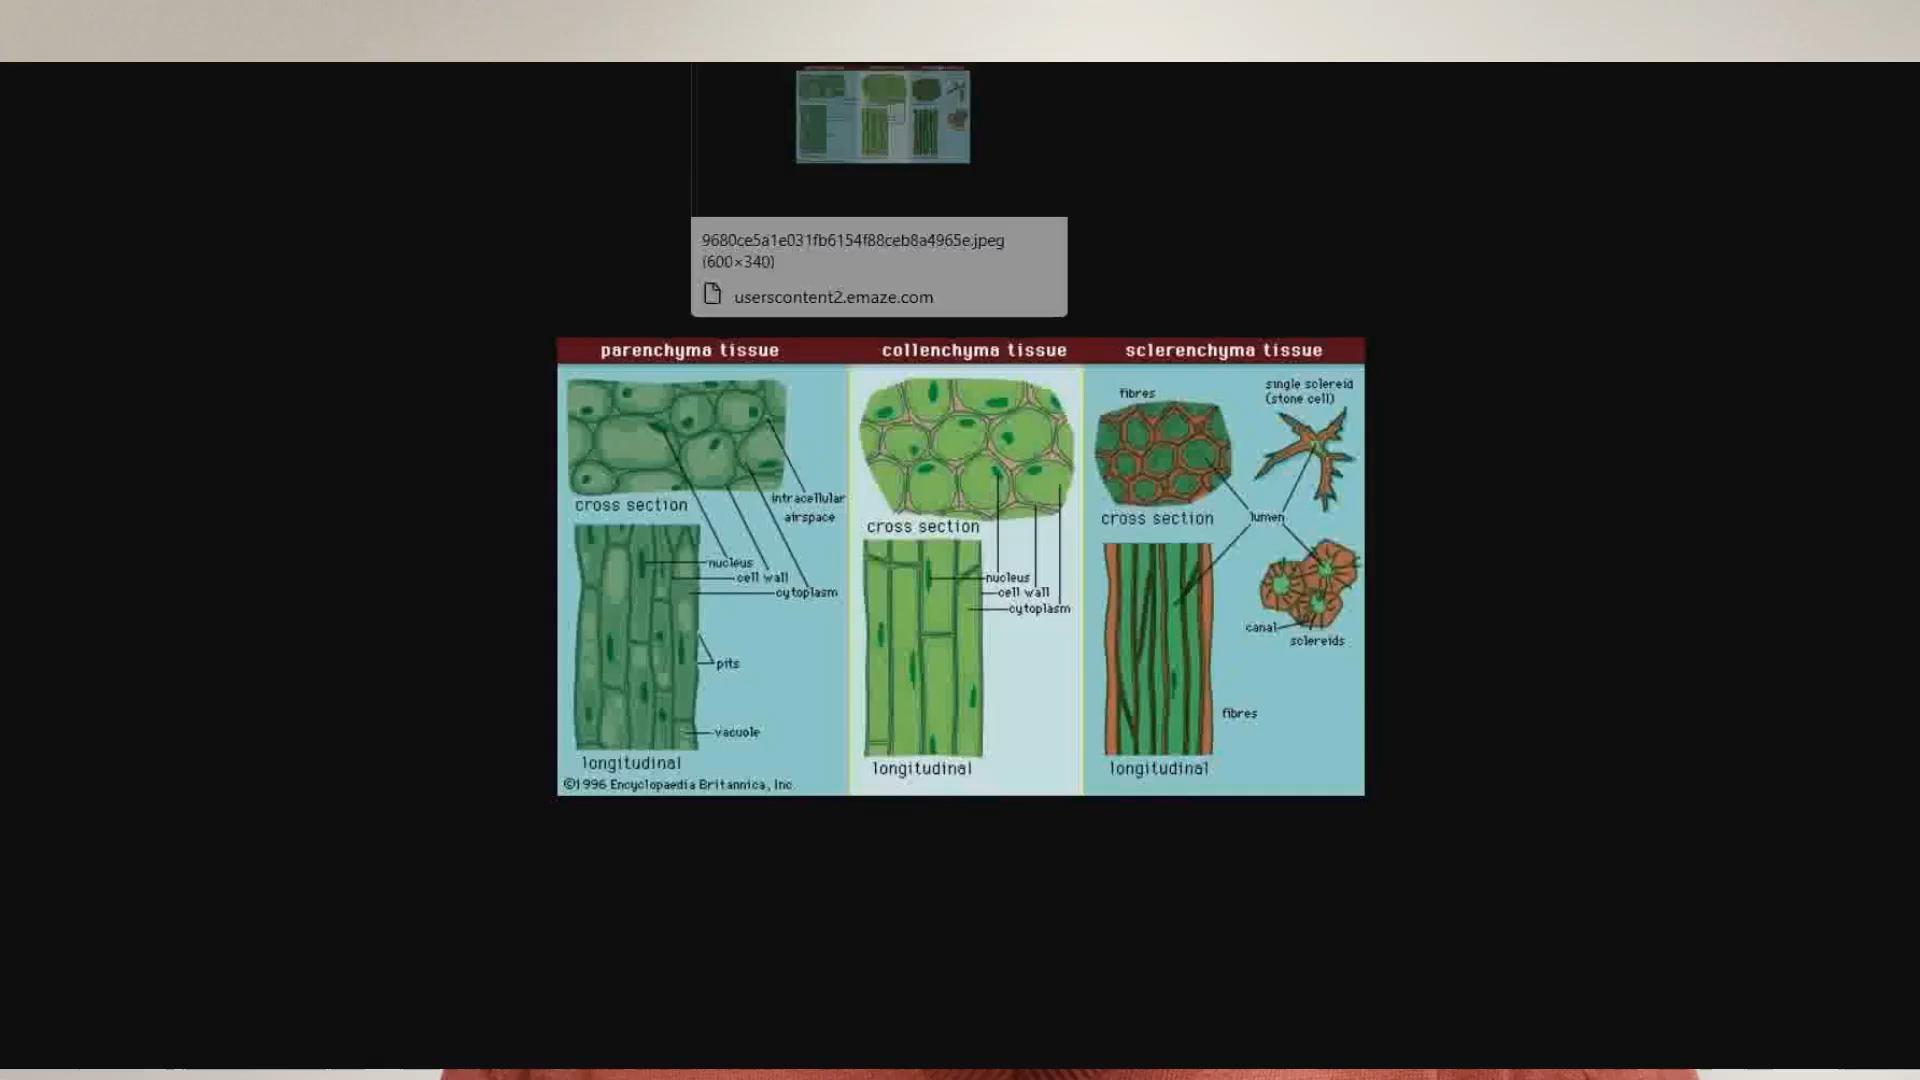 9680ce5a1e031fb6154f88ceb8a4965e.jpeg
(600×340)
userscontent2.emaze.com
parenchyma tissue
collenchyma tissue
sclerenchyma tissue
cross section
intracellular
airspace
nucleus
cell wall
cytoplasm
pits
vacuole
longitudinal
©1996 Encyclopaedia Britannica, Inc.
cross section
nucleus
cell wall
cytoplasm
longitudinal
fibres
single sclereid
(stone cell)
cross section
lumen
canal
sclereids
fibres
longitudinal